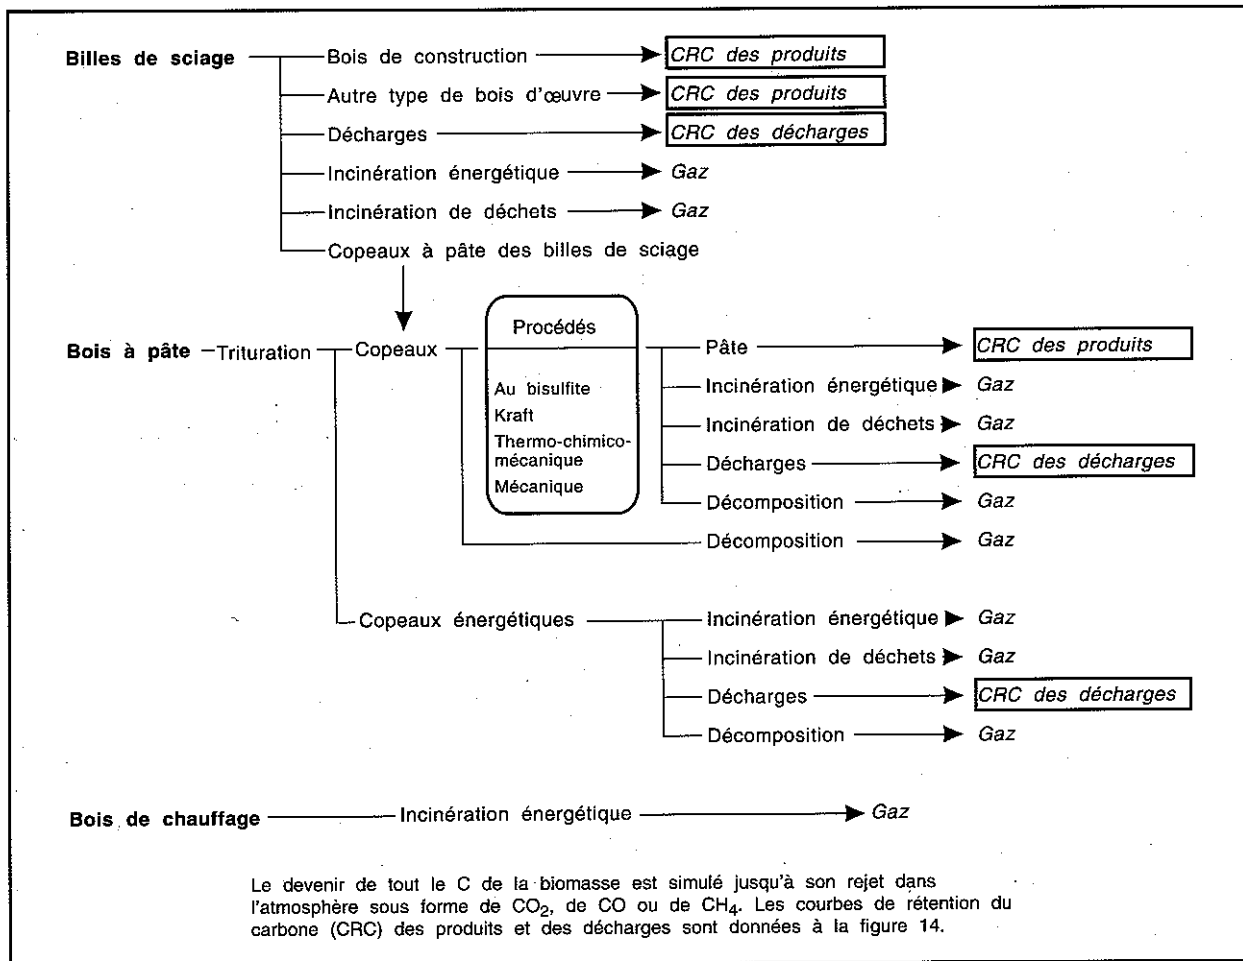 Billes de sciage Bois de construction CRC des produits
Autre type de bois d'œuvre CRC des produits
Décharges CRC des décharges
Incinération énergétique Gaz
Incinération de déchets Gaz
Copeaux à pâte des billes de sciage
Procédés
Bois à pâte Trituration Copeaux Pâte CRC des produits
Au bisulfite Incinération énergétique Gaz
Kraft Incinération de déchets Gaz
Thermo-chimico-
mécanique Décharges CRC des décharges
Mécanique
Décomposition Gaz
Décomposition Gaz
Copeaux énergétiques Incinération énergétique Gaz
Incinération de déchets Gaz
Décharges CRC des décharges
Décomposition Gaz
Bois de chauffage Incinération énergétique Gaz
Le devenir de tout le C de la biomasse est simulé jusqu'à son rejet dans
l'atmosphère sous forme de CO₂, de CO ou de CH₄. Les courbes de rétention du
carbone (CRC) des produits et des décharges sont données à la figure 14.